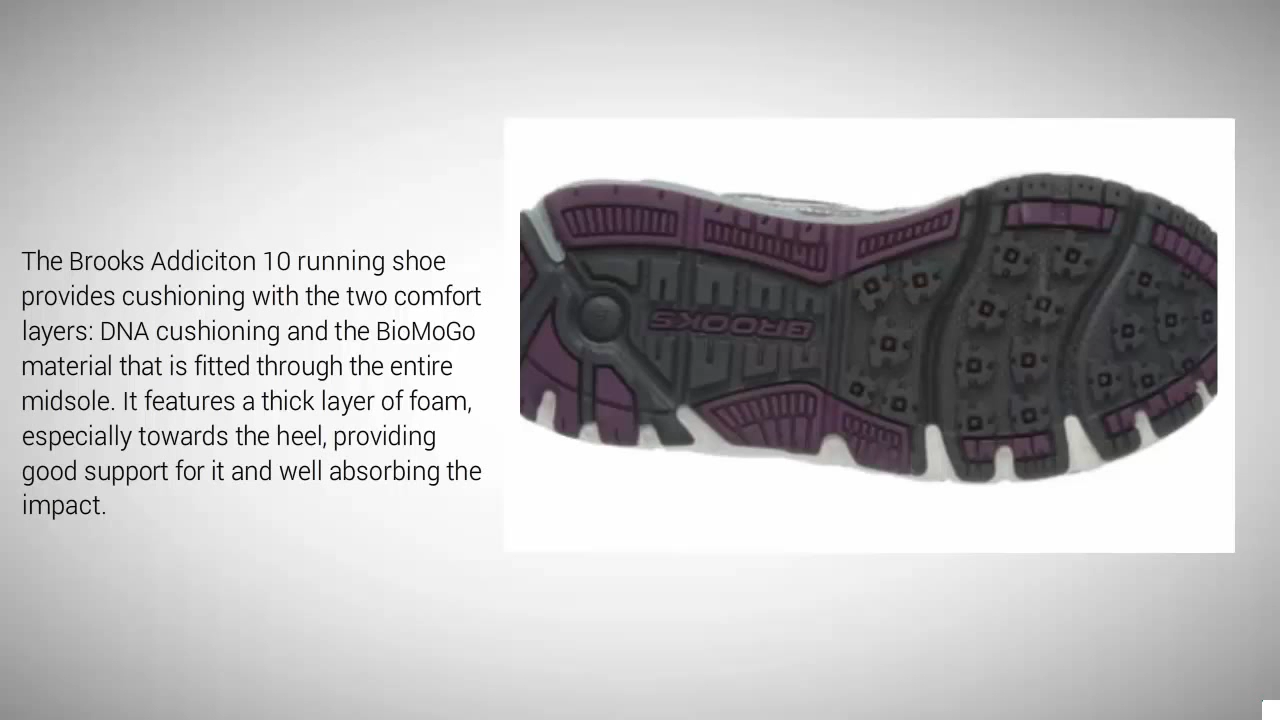 The Brooks Addiciton 10 running shoe
provides cushioning with the two comfort
layers: DNA cushioning and the BioMoGo
material that is fitted through the entire
midsole. It features a thick layer of foam,
especially towards the heel, providing
good support for it and well absorbing the
impact.
BROOKS